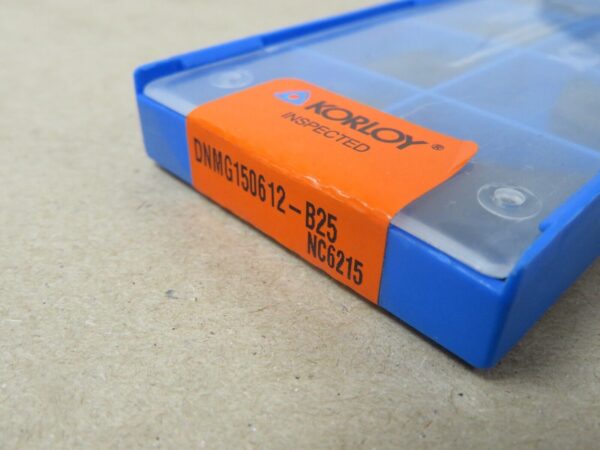 KORLOY®
INSPECTED
DNMG150612-B25
NC6215